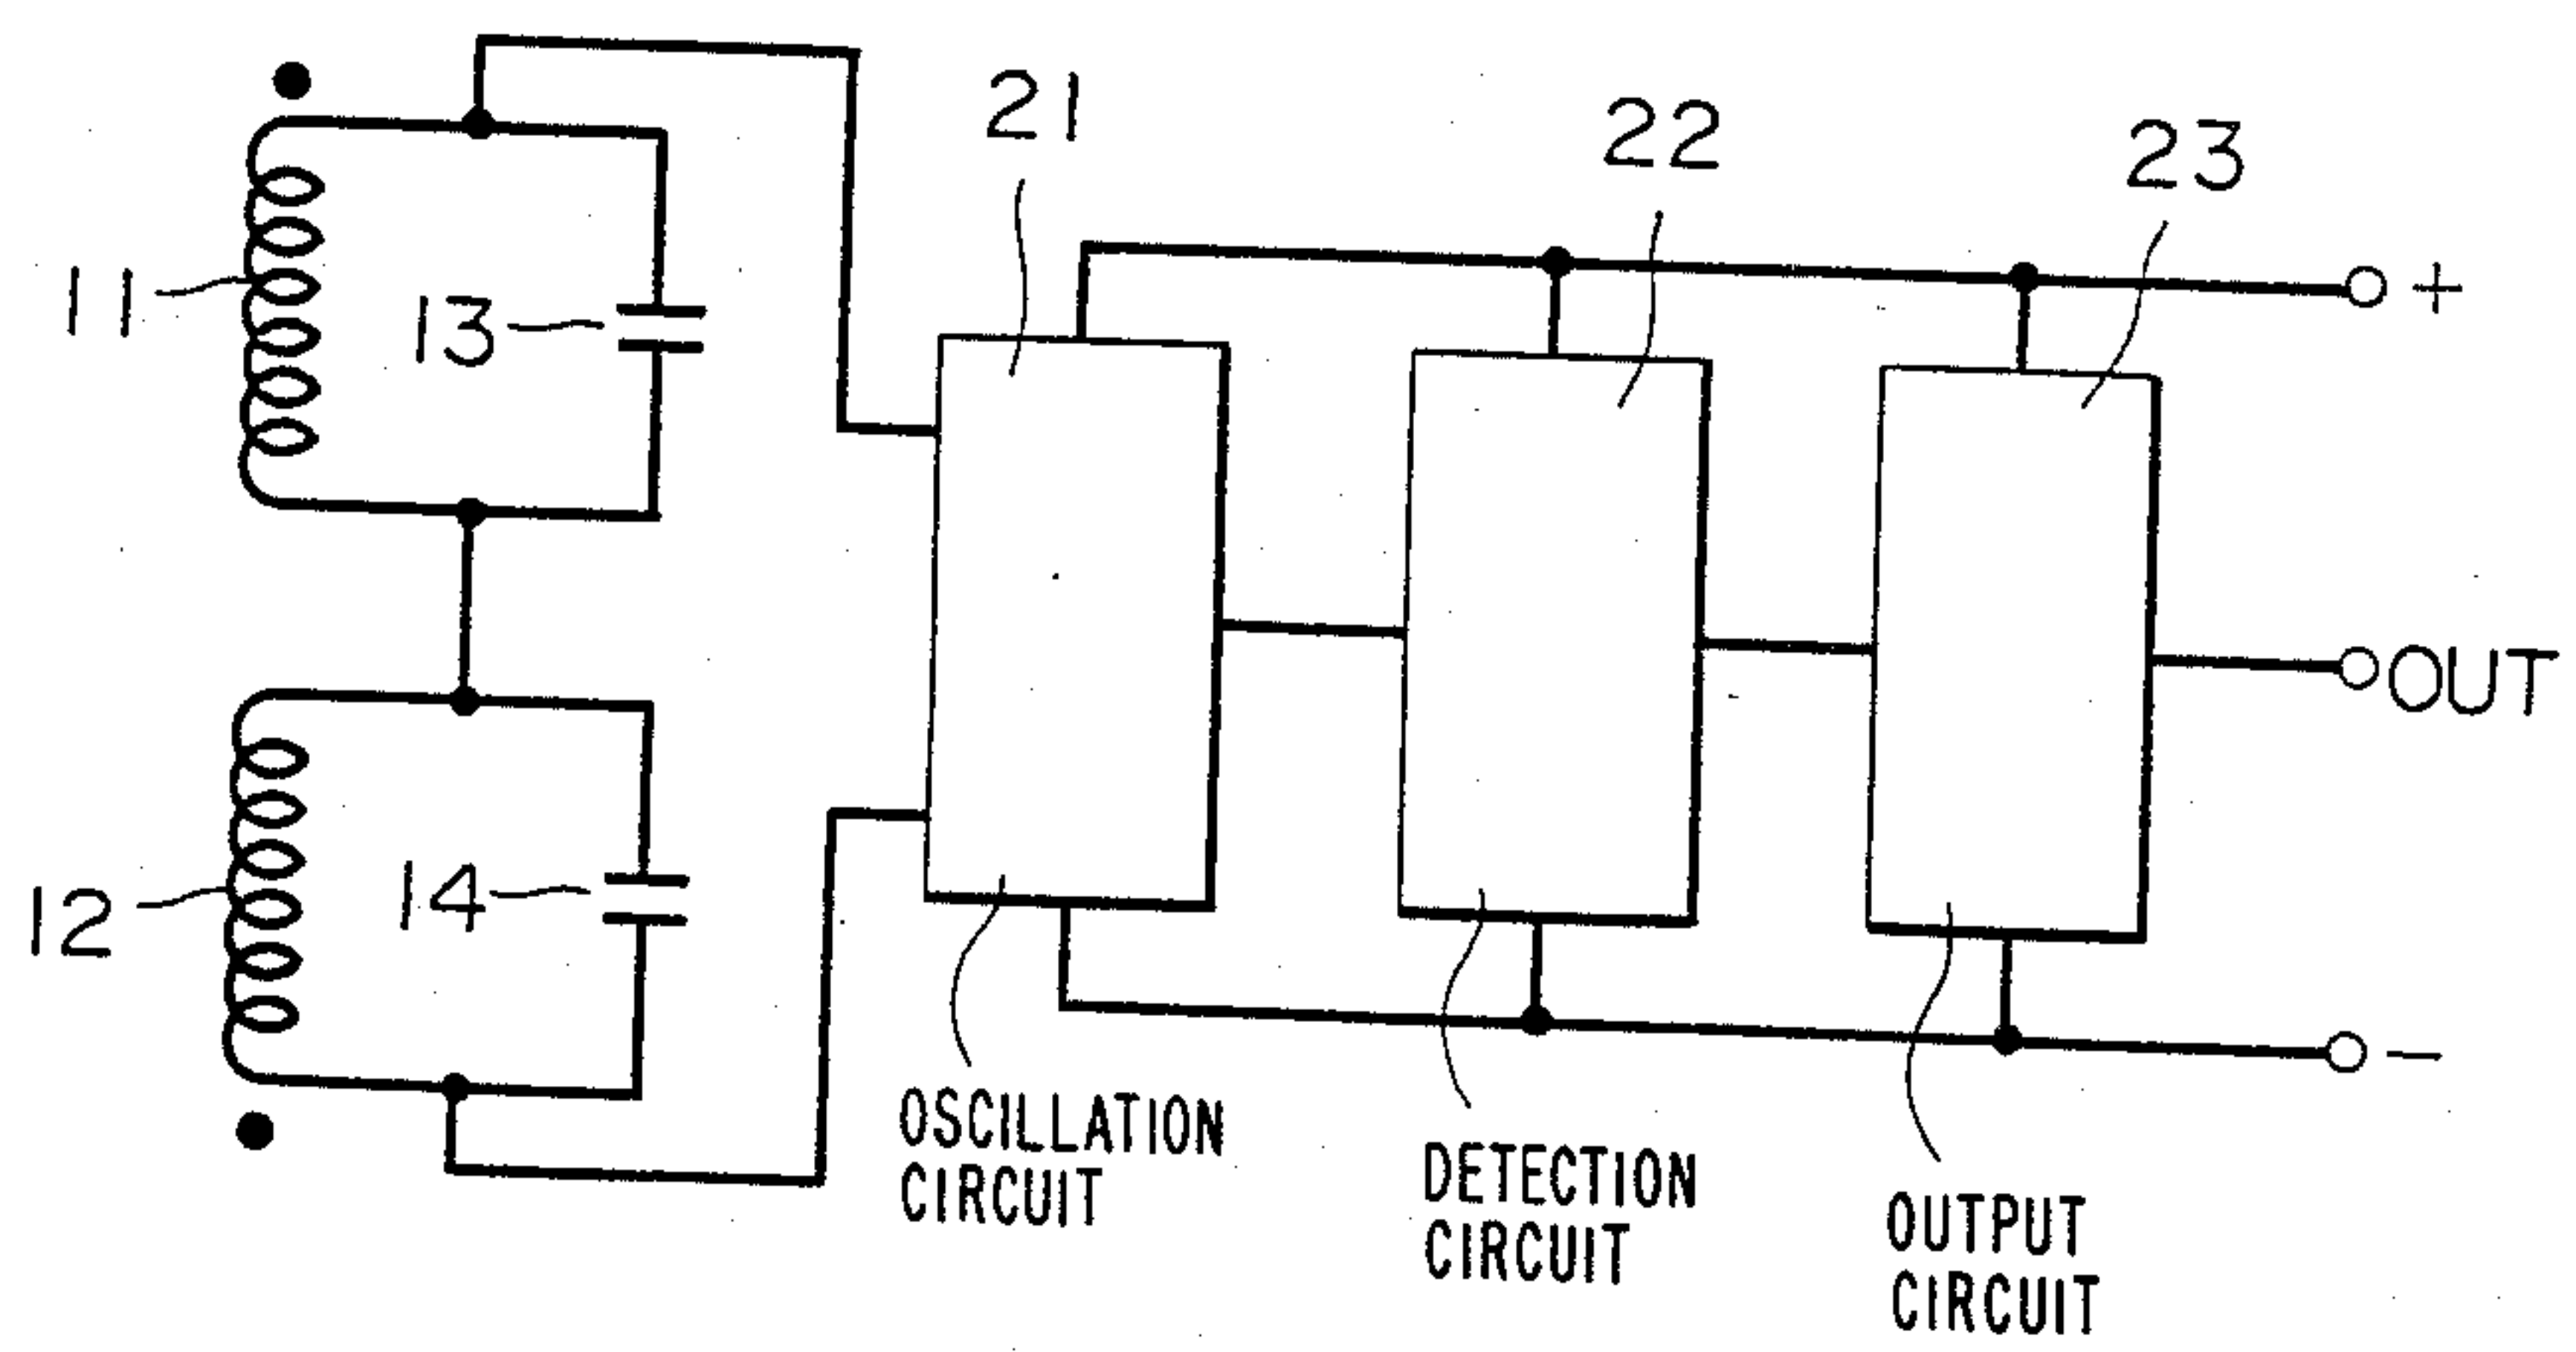 21
22
23
11
13
+
OUT
12
14
−
OSCILLATION
CIRCUIT
DETECTION
CIRCUIT
OUTPUT
CIRCUIT